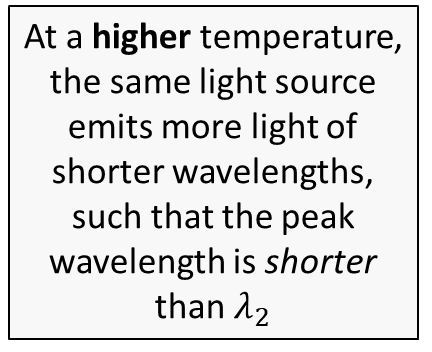 At a higher temperature,
the same light source
emits more light of
shorter wavelengths,
such that the peak
wavelength is shorter
than λ₂